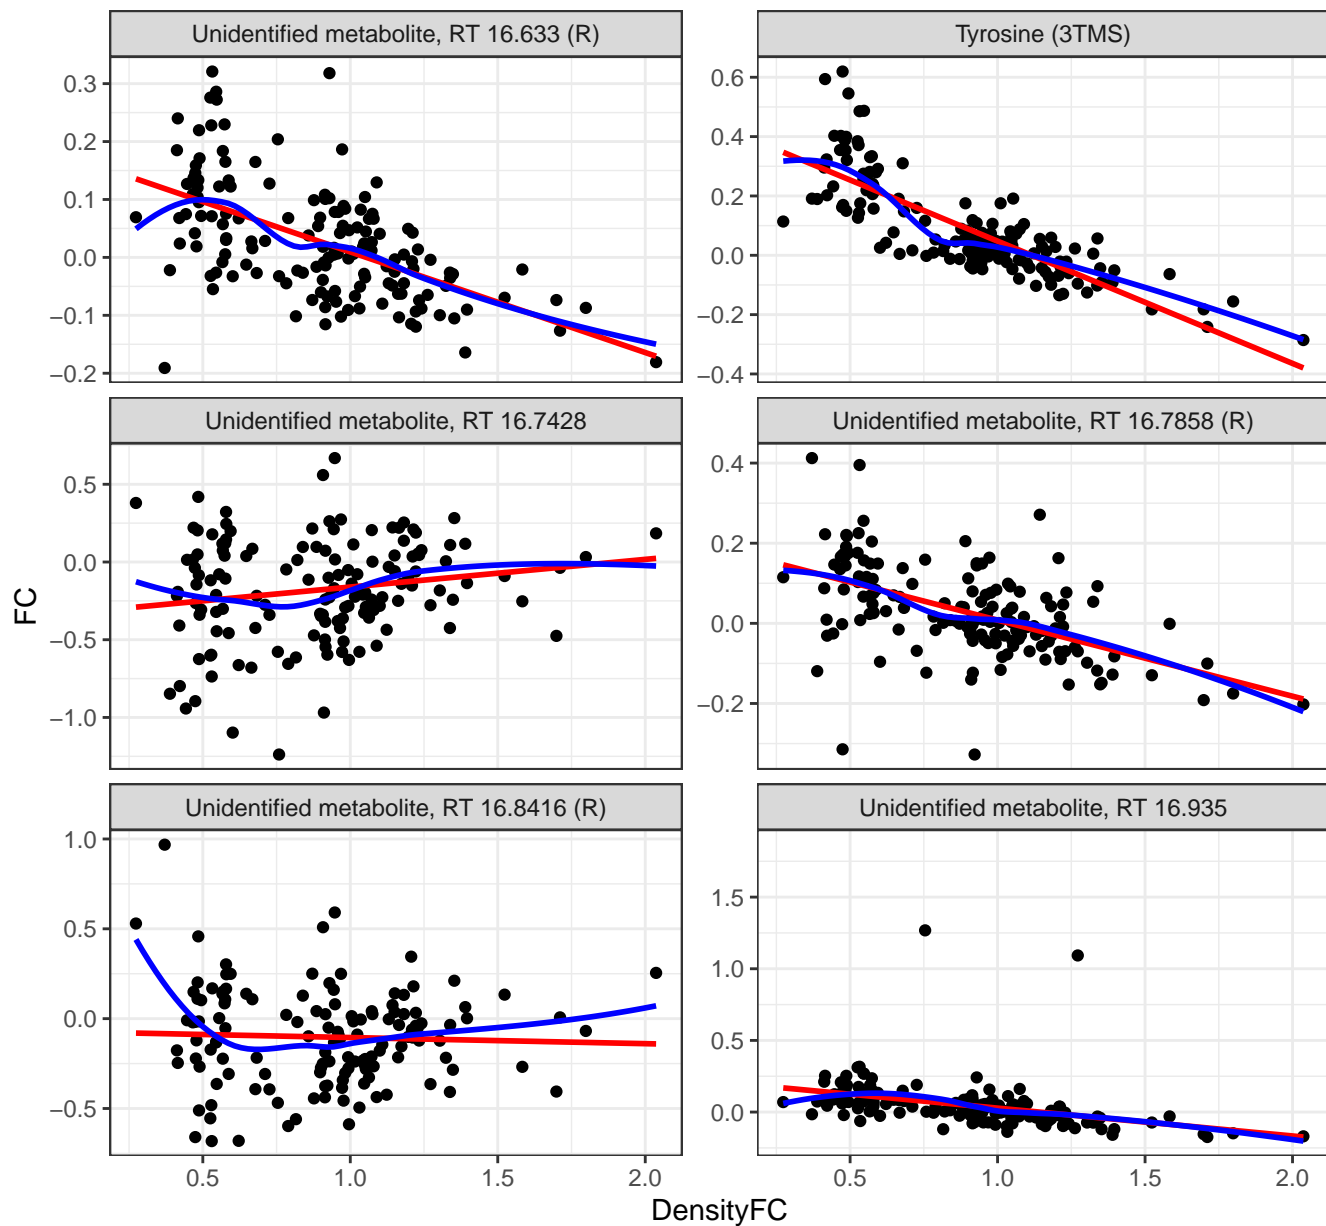 Unidentified metabolite, RT 16.633 (R)
Tyrosine (3TMS)
0.3
0.2
0.1
0.0
−0.1
−0.2
0.6
0.4
0.2
0.0
−0.2
−0.4
Unidentified metabolite, RT 16.7428
Unidentified metabolite, RT 16.7858 (R)
0.5
0.0
−0.5
−1.0
0.4
0.2
0.0
−0.2
FC
Unidentified metabolite, RT 16.8416 (R)
Unidentified metabolite, RT 16.935
1.0
0.5
0.0
−0.5
1.5
1.0
0.5
0.0
0.5 1.0 1.5 2.0
0.5 1.0 1.5 2.0
DensityFC